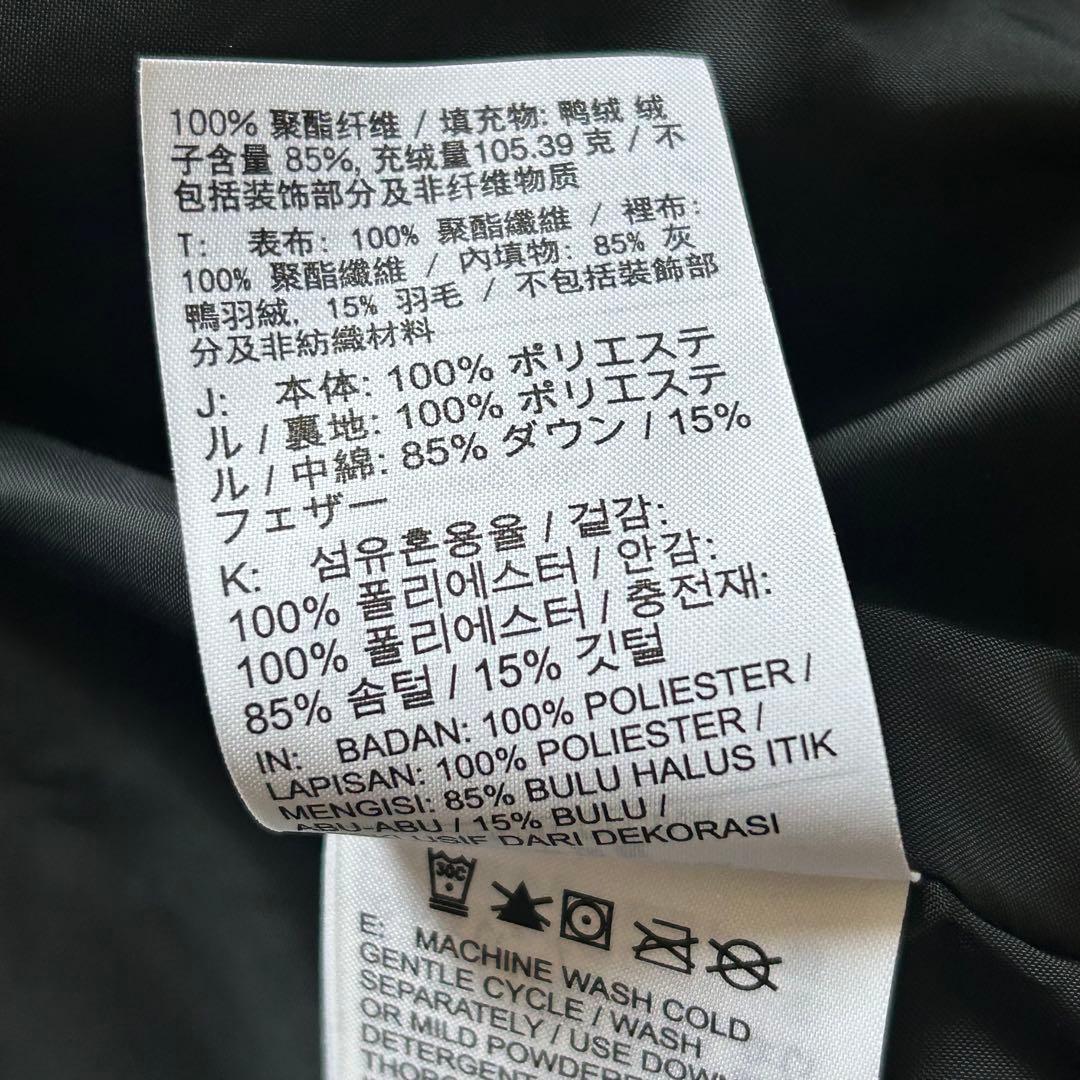 100% 聚酯纤维 / 填充物: 鸭绒 绒
子含量 85%, 充绒量105.39 克 / 不
包括装饰部分及非纤维物质
T: 表布: 100% 聚酯纖維 / 裡布:
100% 聚酯纖維 / 內填物: 85% 灰
鴨羽絨, 15% 羽毛 / 不包括裝飾部
分及非紡織材料
J: 本体: 100% ポリエステ
ル / 裏地: 100% ポリエステ
ル / 中綿: 85% ダウン / 15%
フェザー
K: 섬유혼용율 / 겉감:
100% 폴리에스터 / 안감:
100% 폴리에스터 / 충전재:
85% 솜털 / 15% 깃털
IN: BADAN: 100% POLIESTER /
LAPISAN: 100% POLIESTER /
MENGISI: 85% BULU HALUS ITIK
ABU-ABU / 15% BULU /
DARI DEKORASI
30C
E: MACHINE WASH COLD
GENTLE CYCLE / WASH
SEPARATELY / USE DOWN
OR MILD POWDERE
DETERGENT